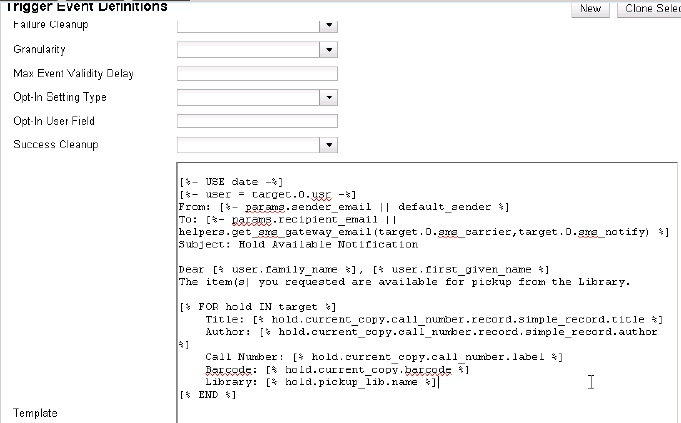 Trigger Event Definitions
New
Clone Selec
Failure Cleanup
Granularity
Max Event Validity Delay
Opt-In Setting Type
Opt-In User Field
Success Cleanup
[%- USE date -%]
[%- user = target.0.usr -%]
From: [%- params.sender_email || default_sender %]
To: [%- params.recipient_email ||
helpers.get_sms_gateway_email(target.0.sms_carrier,target.0.sms_notify) %]
Subject: Hold Available Notification
Dear [% user.family_name %], [% user.first_given_name %]
The item(s) you requested are available for pickup from the Library.
[% FOR hold IN target %]
Title: [% hold.current_copy.call_number.record.simple_record.title %]
Author: [% hold.current_copy.call_number.record.simple_record.author
%]
Call Number: [% hold.current_copy.call_number.label %]
Barcode: [% hold.current_copy.barcode %]
Library: [% hold.pickup_lib.name %]
[% END %]
Template